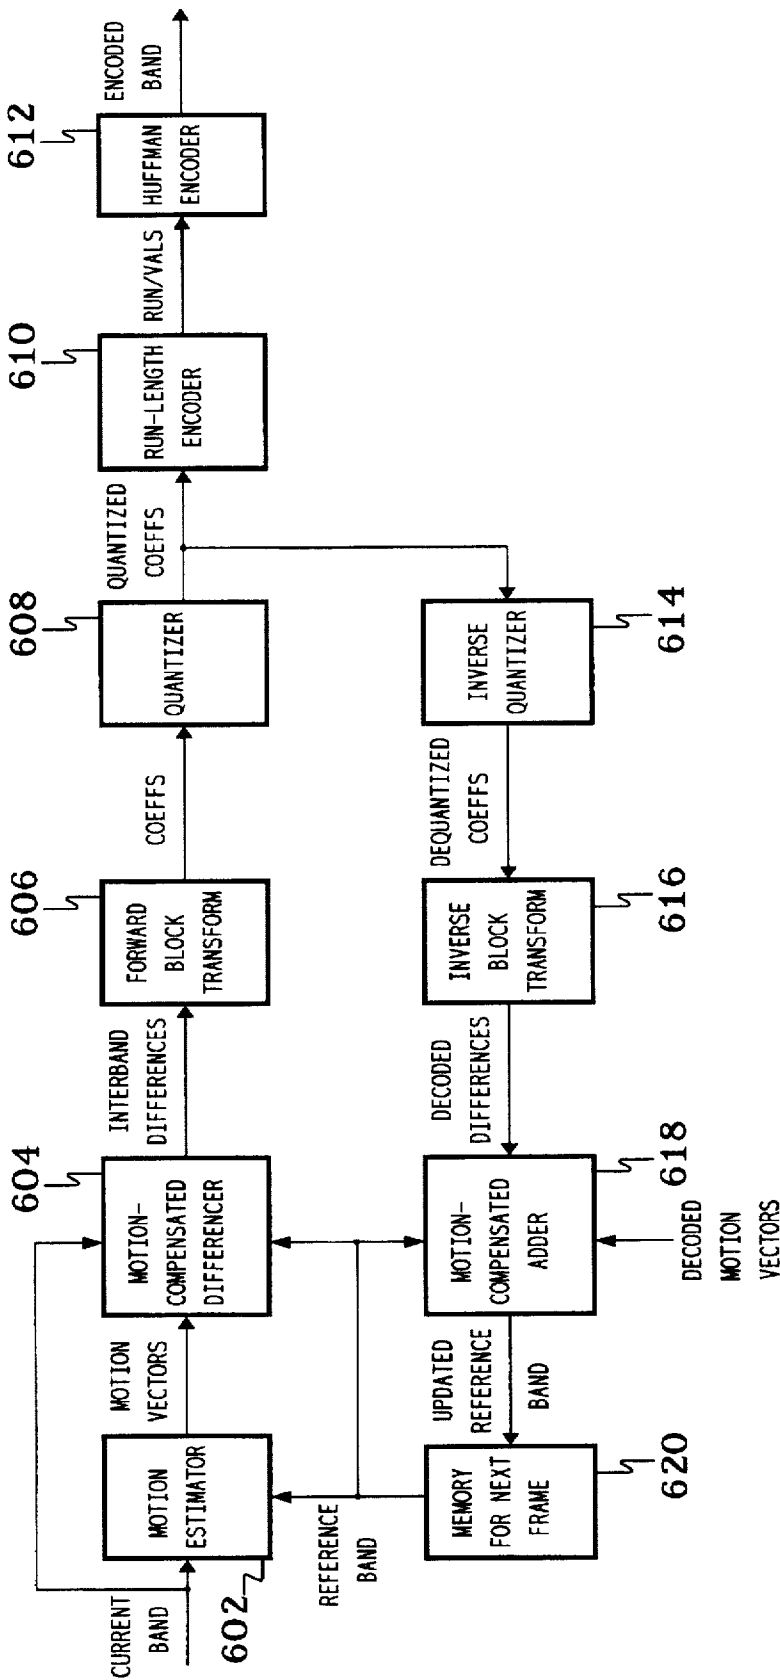 CURRENT
BAND
602
MOTION
ESTIMATOR
MOTION
VECTORS
604
MOTION-
COMPENSATED
DIFFERENCER
INTERBAND
DIFFERENCES
606
FORWARD
BLOCK
TRANSFORM
COEFFS
608
QUANTIZER
QUANTIZED
COEFFS
610
RUN-LENGTH
ENCODER
RUN/VALS
612
HUFFMAN
ENCODER
ENCODED
BAND
REFERENCE
BAND
MEMORY
FOR NEXT
FRAME
620
UPDATED
REFERENCE
BAND
MOTION-
COMPENSATED
ADDER
618
DECODED
MOTION
VECTORS
DECODED
DIFFERENCES
INVERSE
BLOCK
TRANSFORM
616
DEQUANTIZED
COEFFS
INVERSE
QUANTIZER
614